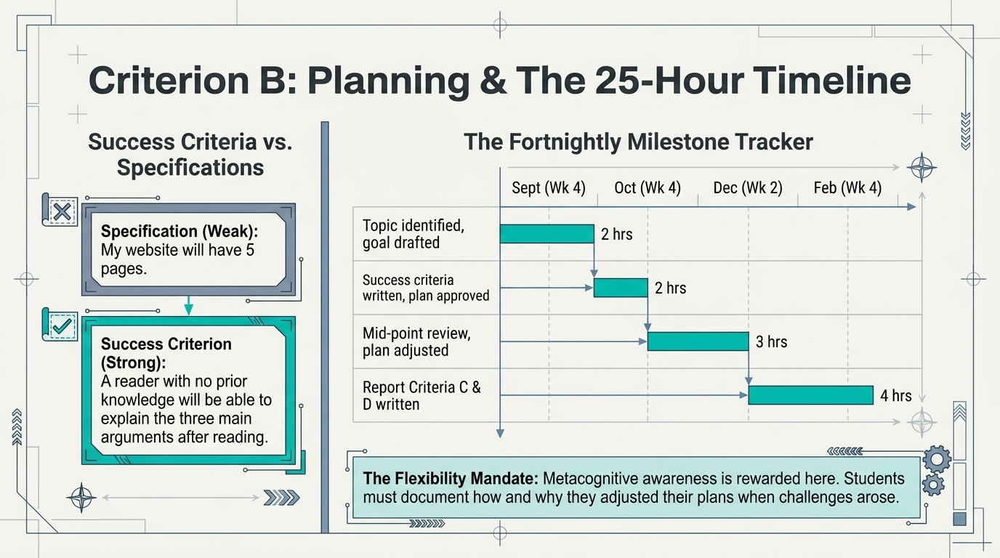 Criterion B: Planning & The 25-Hour Timeline
Success Criteria vs.
Specifications
Specification (Weak):
My website will have 5
pages.
Success Criterion
(Strong):
A reader with no prior
knowledge will be able to
explain the three main
arguments after reading.
The Fortnightly Milestone Tracker
Sept (Wk 4) Oct (Wk 4) Dec (Wk 2) Feb (Wk 4)
Topic identified,
goal drafted
2 hrs
Success criteria
written, plan approved
2 hrs
Mid-point review,
plan adjusted
3 hrs
Report Criteria C &
D written
4 hrs
The Flexibility Mandate: Metacognitive awareness is rewarded here. Students
must document how and why they adjusted their plans when challenges arose.